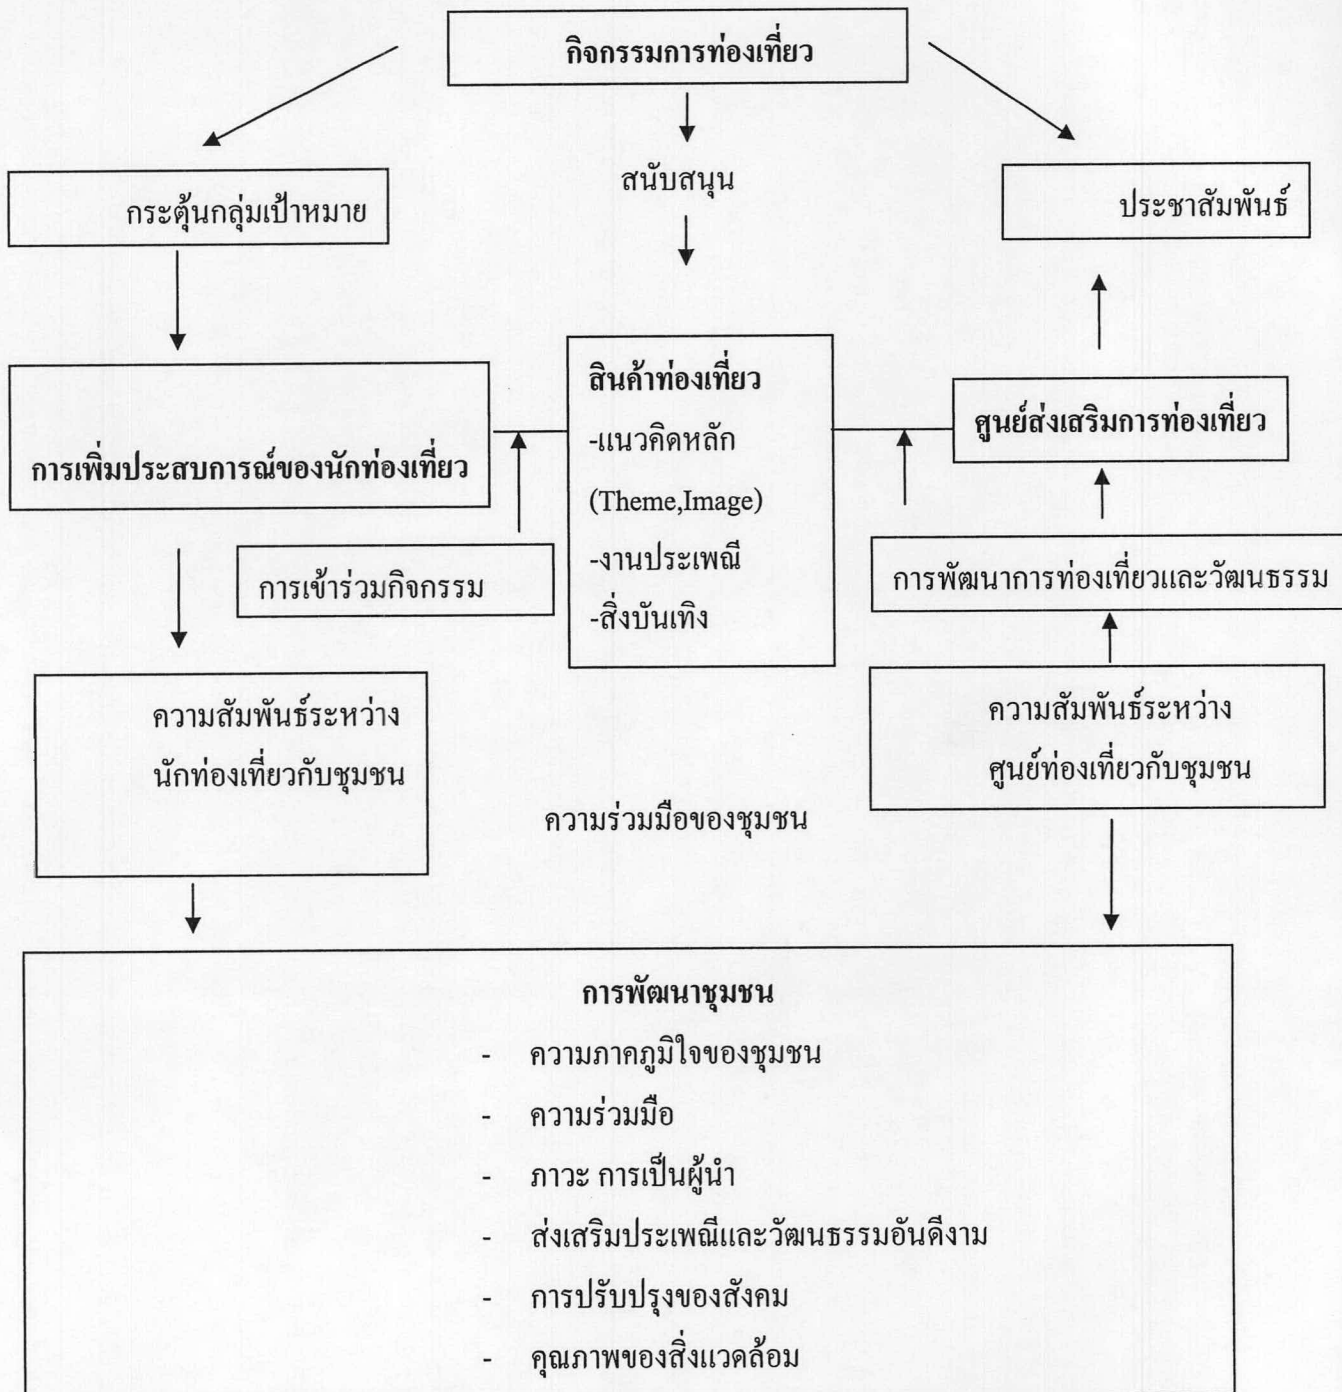 กิจกรรมการท่องเที่ยว
สนับสนุน
กระตุ้นกลุ่มเป้าหมาย
ประชาสัมพันธ์
สินค้าท่องเที่ยว
-แนวคิดหลัก
(Theme,Image)
-งานประเพณี
-สิ่งบันเทิง
การเพิ่มประสบการณ์ของนักท่องเที่ยว
ศูนย์ส่งเสริมการท่องเที่ยว
การเข้าร่วมกิจกรรม
การพัฒนาการท่องเที่ยวและวัฒนธรรม
ความสัมพันธ์ระหว่าง
นักท่องเที่ยวกับชุมชน
ความสัมพันธ์ระหว่าง
ศูนย์ท่องเที่ยวกับชุมชน
ความร่วมมือของชุมชน
การพัฒนาชุมชน
- ความภาคภูมิใจของชุมชน
- ความร่วมมือ
- ภาวะ การเป็นผู้นำ
- ส่งเสริมประเพณีและวัฒนธรรมอันดีงาม
- การปรับปรุงของสังคม
- คุณภาพของสิ่งแวดล้อม